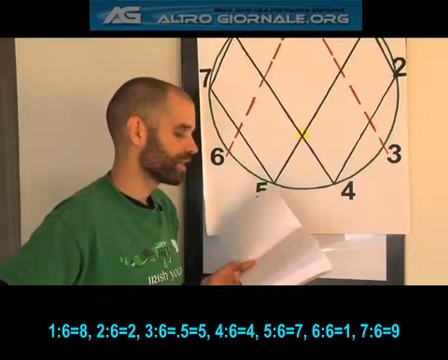 ALTRO GIORNALE.ORG
7
2
6
3
5
4
IRISH YOGA
1:6=8, 2:6=2, 3:6=.5=5, 6:4=4, 5:6=7, 6:6=1, 7:6=9